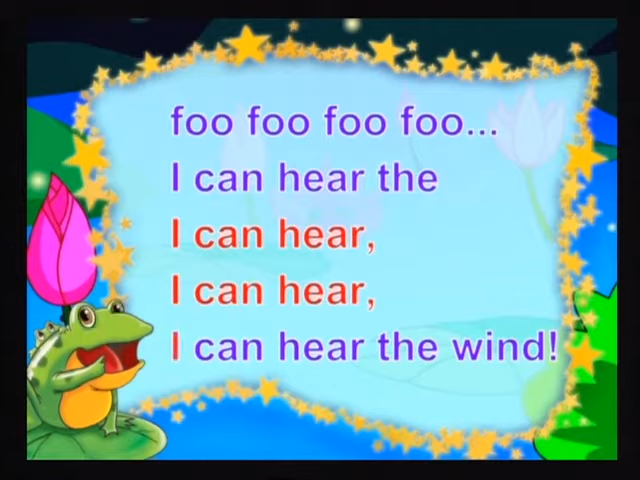 foo foo foo foo...
I can hear the
I can hear,
I can hear,
I can hear the wind!